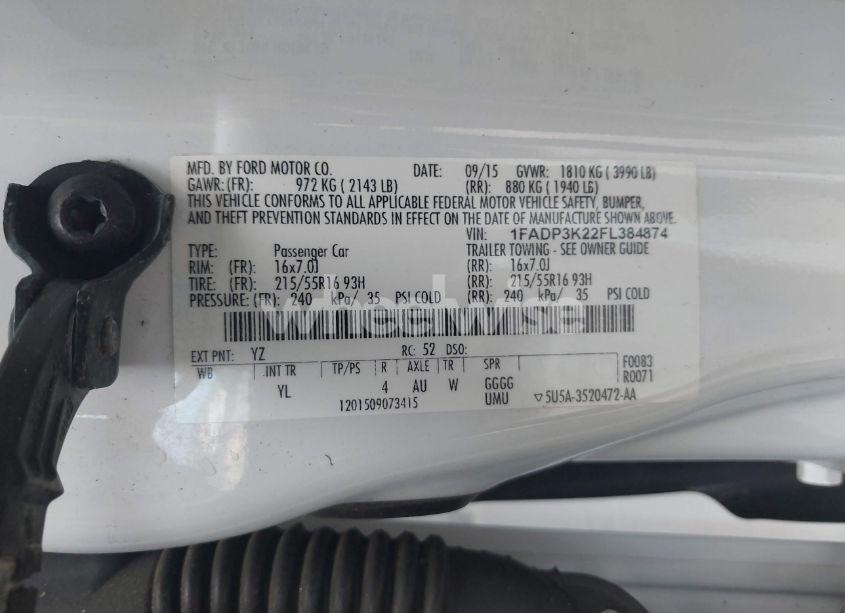 MFD. BY FORD MOTOR CO. DATE: 09/15 GVWR: 1810 KG ( 3990 LB)
GAWR:(FR): 972 KG ( 2143 LB) (RR): 880 KG ( 1940 LB)
THIS VEHICLE CONFORMS TO ALL APPLICABLE FEDERAL MOTOR VEHICLE SAFETY, BUMPER,
AND THEFT PREVENTION STANDARDS IN EFFECT ON THE DATE OF MANUFACTURE SHOWN ABOVE.
VIN: 1FADP3K22FL384874
TYPE: Passenger Car TRAILER TOWING - SEE OWNER GUIDE
RIM: (FR): 16x7.0J (RR): 16x7.0J
TIRE: (FR): 215/55R16 93H (RR): 215/55R16 93H
PRESSURE: (FR): 240 kPa/ 35 PSI COLD (RR): 240 kPa/ 35 PSI COLD
wheelwise
EXT PNT: YZ RC: 52 DSO: F0083
WB INT TR TP/PS R AXLE TR SPR R0071
YL 4 AU W GGGG
1201509073415 UMU ▽5U5A-3520472-AA